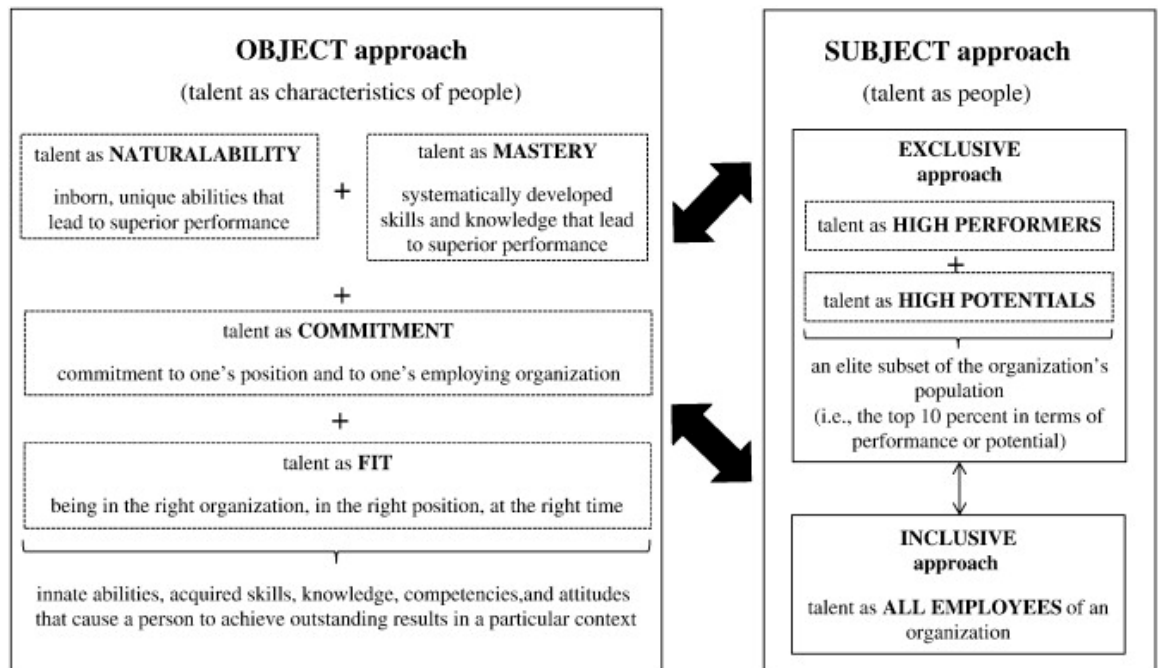 OBJECT approach
(talent as characteristics of people)
talent as NATURALABILITY
inborn, unique abilities that
lead to superior performance
+
talent as MASTERY
systematically developed
skills and knowledge that lead
to superior performance
+
talent as COMMITMENT
commitment to one's position and to one's employing organization
+
talent as FIT
being in the right organization, in the right position, at the right time
innate abilities, acquired skills, knowledge, competencies,and attitudes
that cause a person to achieve outstanding results in a particular context
SUBJECT approach
(talent as people)
EXCLUSIVE
approach
talent as HIGH PERFORMERS
+
talent as HIGH POTENTIALS
an elite subset of the organization's
population
(i.e., the top 10 percent in terms of
performance or potential)
INCLUSIVE
approach
talent as ALL EMPLOYEES of an
organization